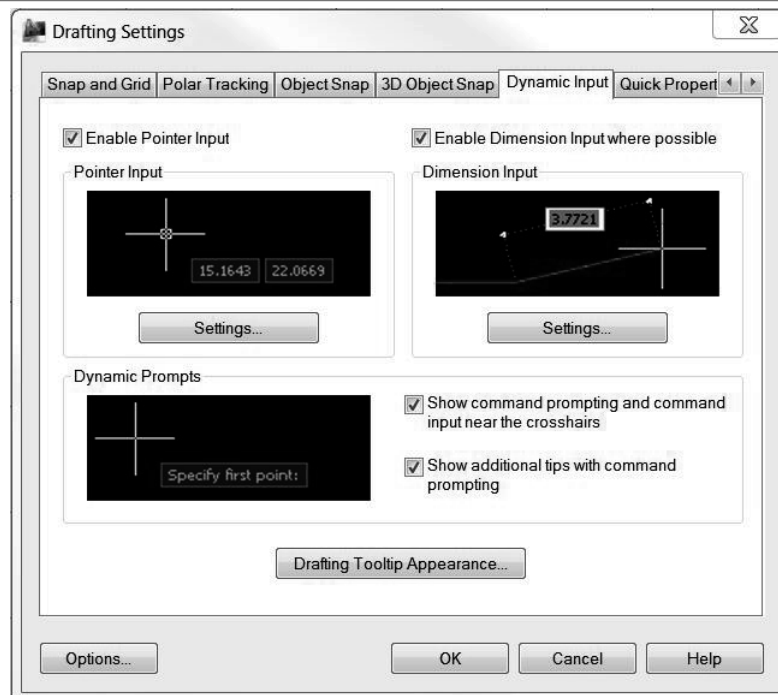 Drafting Settings
Snap and Grid Polar Tracking Object Snap 3D Object Snap Dynamic Input Quick Propert
Enable Pointer Input
Enable Dimension Input where possible
Pointer Input
Dimension Input
15.1643 22.0669
3.7721
Settings...
Settings...
Dynamic Prompts
Specify first point:
Show command prompting and command
input near the crosshairs
Show additional tips with command
prompting
Drafting Tooltip Appearance...
Options...
OK
Cancel
Help